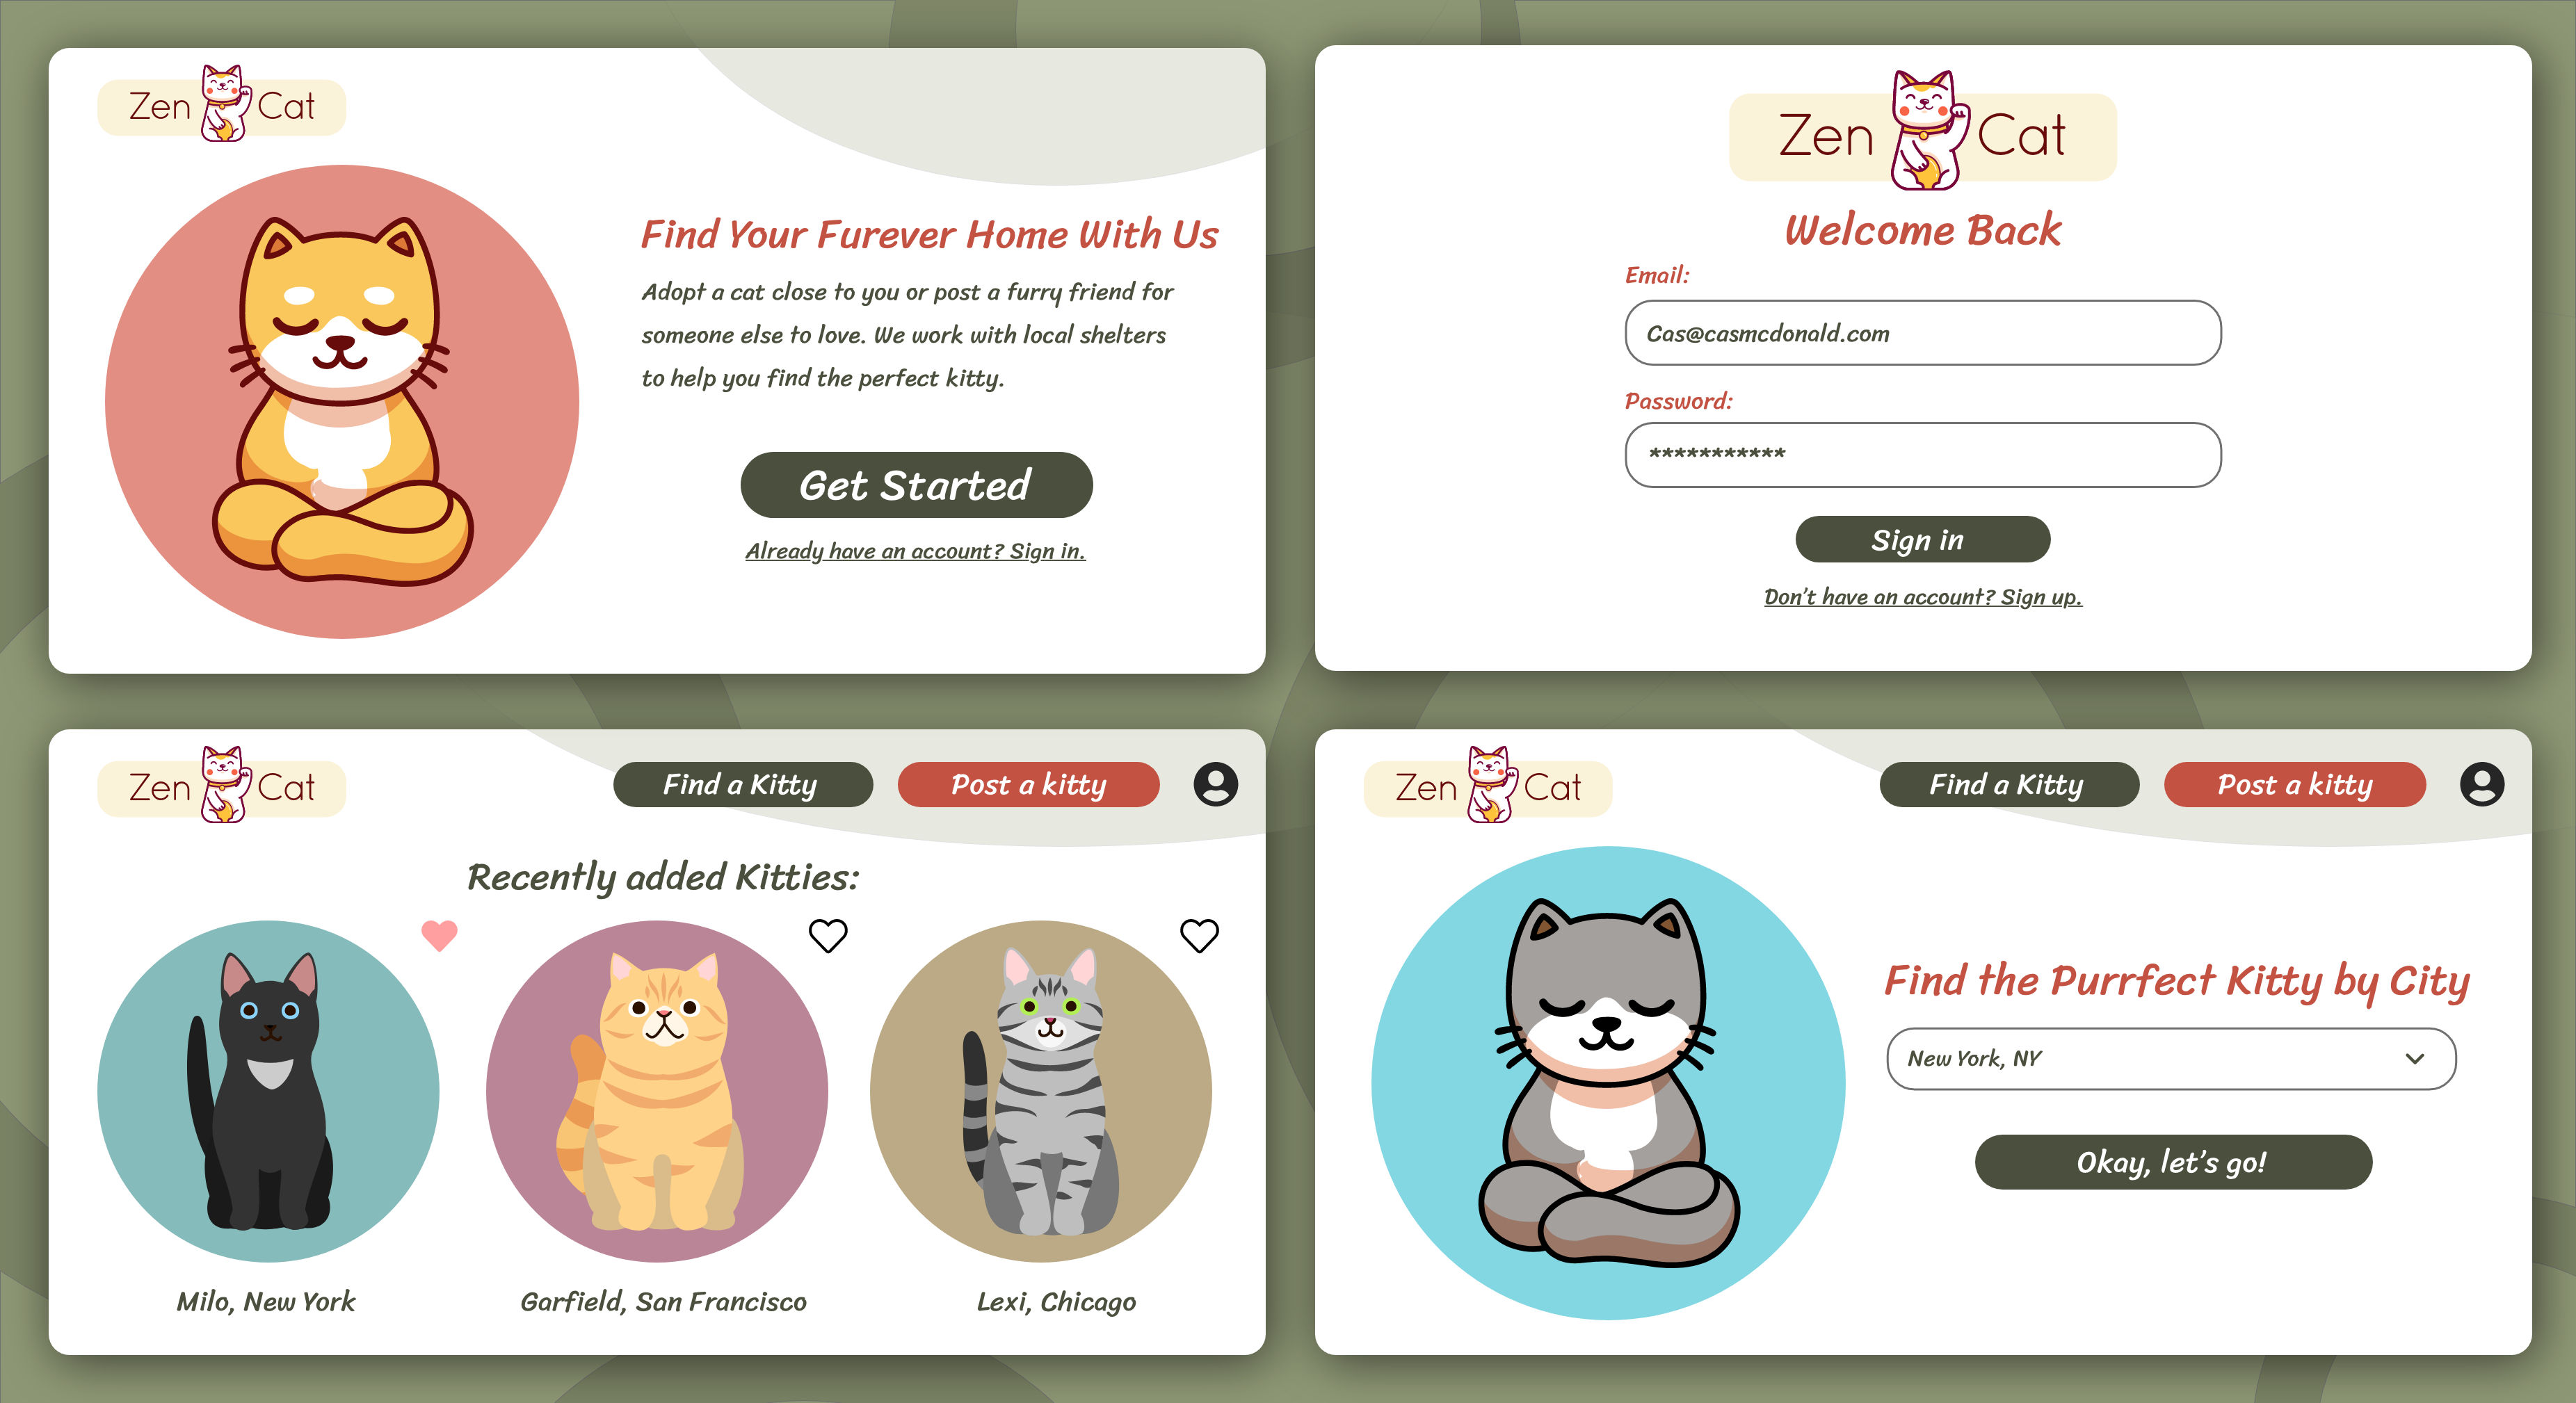 Zen Cat
Find Your Furever Home With Us
Adopt a cat close to you or post a furry friend for
someone else to love. We work with local shelters
to help you find the perfect kitty.
Get Started
Already have an account? Sign in.
Zen Cat
Welcome Back
Email:
Cas@casmcdonald.com
Password:
***********
Sign in
Don't have an account? Sign up.
Zen Cat
Find a Kitty
Post a kitty
Recently added Kitties:
Milo, New York
Garfield, San Francisco
Lexi, Chicago
Zen Cat
Find a Kitty
Post a kitty
Find the Purrfect Kitty by City
New York, NY
Okay, let's go!